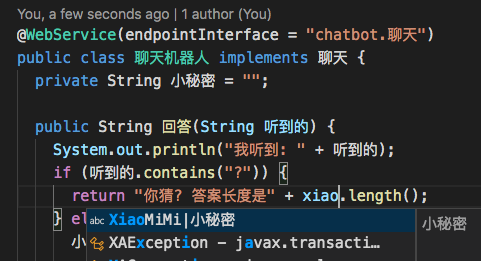 You, a few seconds ago | 1 author (You)
@WebService(endpointInterface = "chatbot.聊天")
public class 聊天机器人 implements 聊天 {
private String 小秘密 = "";
public String 回答(String 听到的) {
System.out.println("我听到: " + 听到的);
if (听到的.contains("?")) {
return "你猜? 答案长度是" + xiao.length();
} el
abc XiaoMiMi|小秘密
小秘密
小
XAException - javax.transacti…